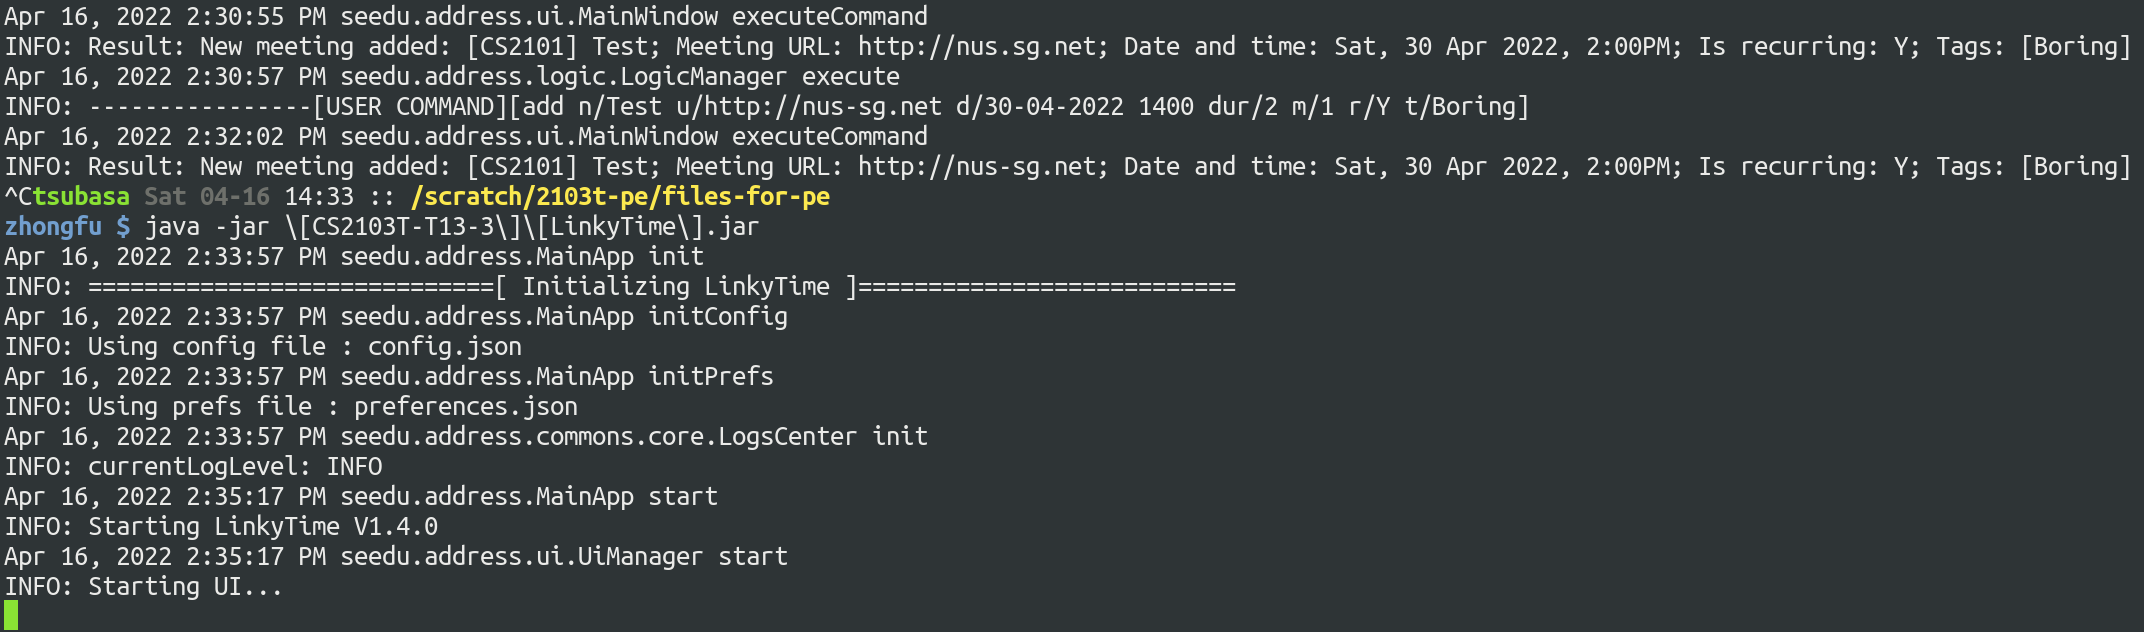 Apr 16, 2022 2:30:55 PM seedu.address.ui.MainWindow executeCommand
INFO: Result: New meeting added: [CS2101] Test; Meeting URL: http://nus.sg.net; Date and time: Sat, 30 Apr 2022, 2:00PM; Is recurring: Y; Tags: [Boring]
Apr 16, 2022 2:30:57 PM seedu.address.logic.LogicManager execute
INFO: ----------------[USER COMMAND][add n/Test u/http://nus-sg.net d/30-04-2022 1400 dur/2 m/1 r/Y t/Boring]
Apr 16, 2022 2:32:02 PM seedu.address.ui.MainWindow executeCommand
INFO: Result: New meeting added: [CS2101] Test; Meeting URL: http://nus-sg.net; Date and time: Sat, 30 Apr 2022, 2:00PM; Is recurring: Y; Tags: [Boring]
^Ctsubasa Sat 04-16 14:33 :: /scratch/2103t-pe/files-for-pe
zhongfu $ java -jar \[CS2103T-T13-3\]\[LinkyTime\].jar
Apr 16, 2022 2:33:57 PM seedu.address.MainApp init
INFO: =============================[ Initializing LinkyTime ]===========================
Apr 16, 2022 2:33:57 PM seedu.address.MainApp initConfig
INFO: Using config file : config.json
Apr 16, 2022 2:33:57 PM seedu.address.MainApp initPrefs
INFO: Using prefs file : preferences.json
Apr 16, 2022 2:33:57 PM seedu.address.commons.core.LogsCenter init
INFO: currentLogLevel: INFO
Apr 16, 2022 2:35:17 PM seedu.address.MainApp start
INFO: Starting LinkyTime V1.4.0
Apr 16, 2022 2:35:17 PM seedu.address.ui.UiManager start
INFO: Starting UI...